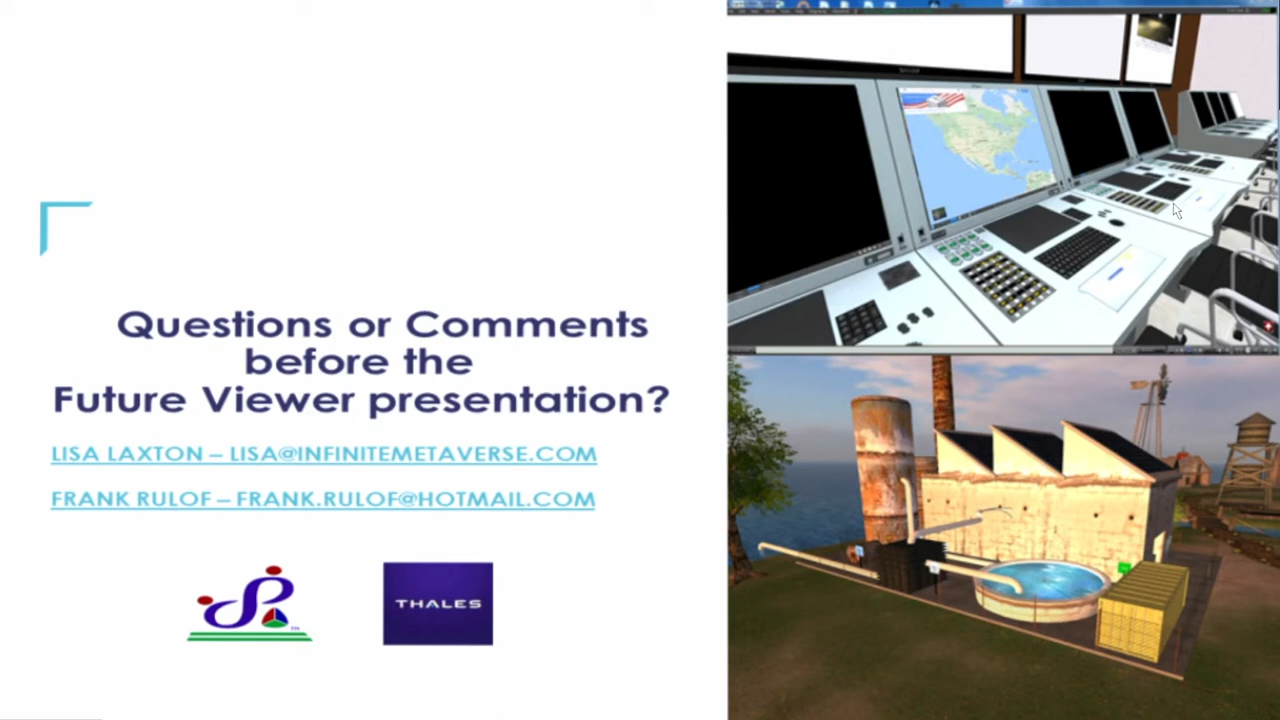 Questions or Comments
before the
Future Viewer presentation?
LISA LAXTON – LISA@INFINITEMETAVERSE.COM
FRANK RULOF – FRANK.RULOF@HOTMAIL.COM
THALES